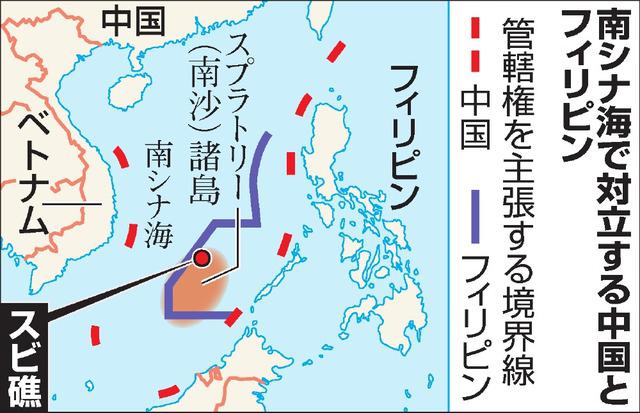 南シナ海で対立する中国と
フィリピン
管轄権を主張する境界線
中国
フィリピン
中国
ベトナム
フィリピン
スプラトリー
（南沙）諸島
南シナ海
スビ礁